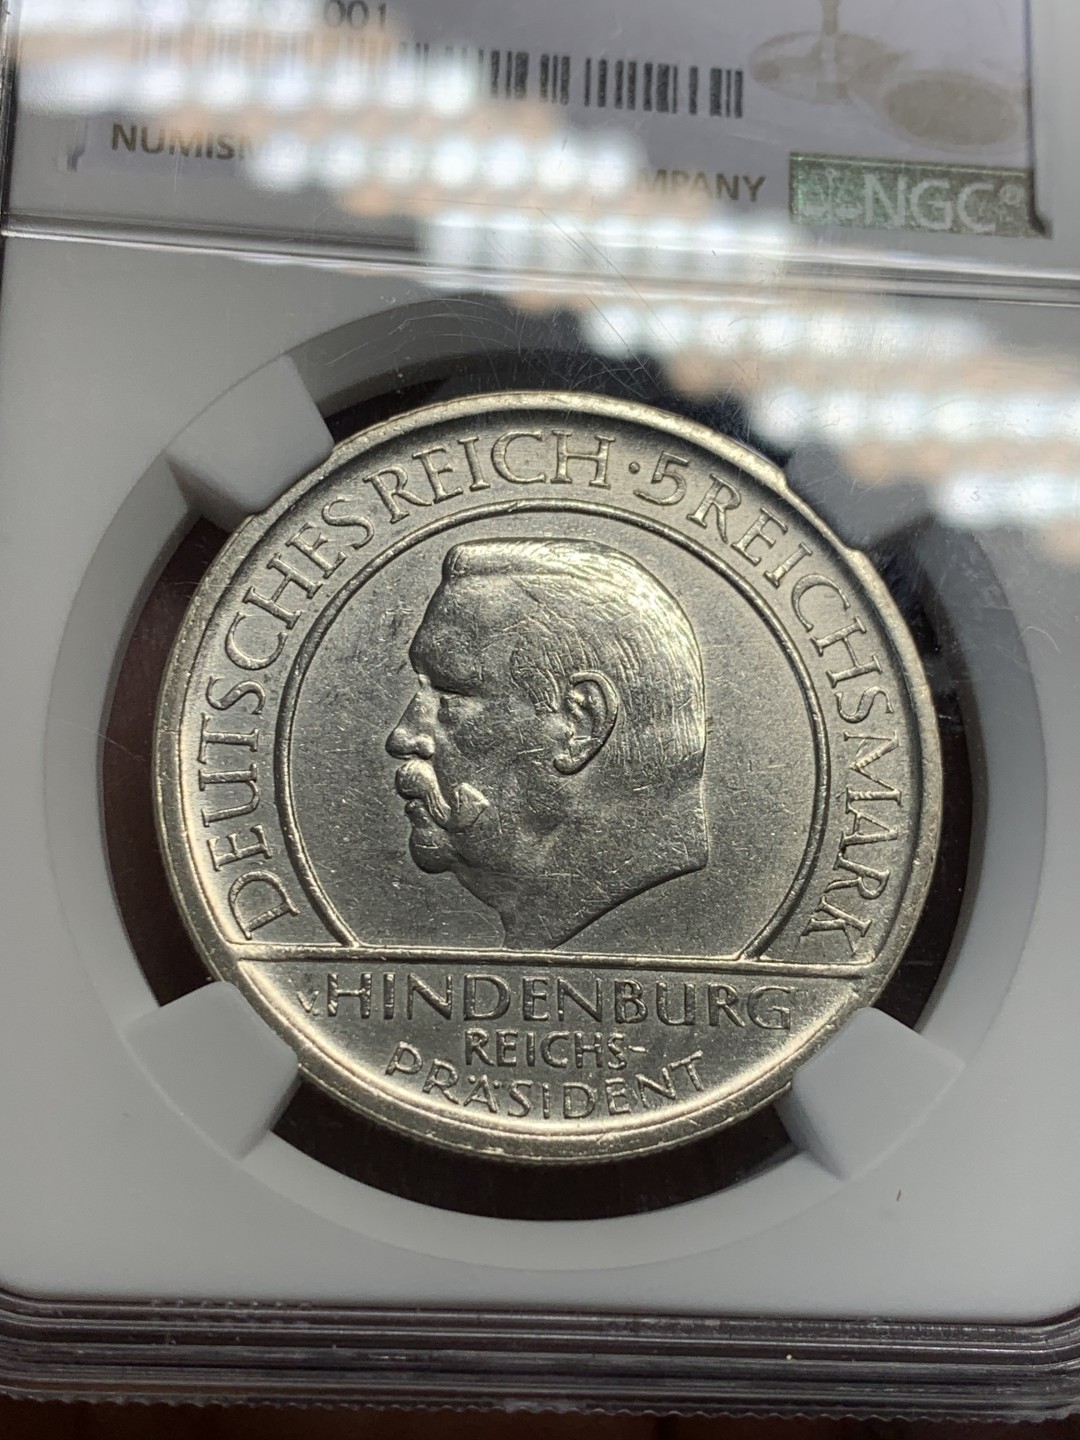 001
NUMISM
MPANY
NGC®
DEUTSCHES REICH · 5 REICHSMARK
v. HINDENBURG
REICHS-
PRÄSIDENT